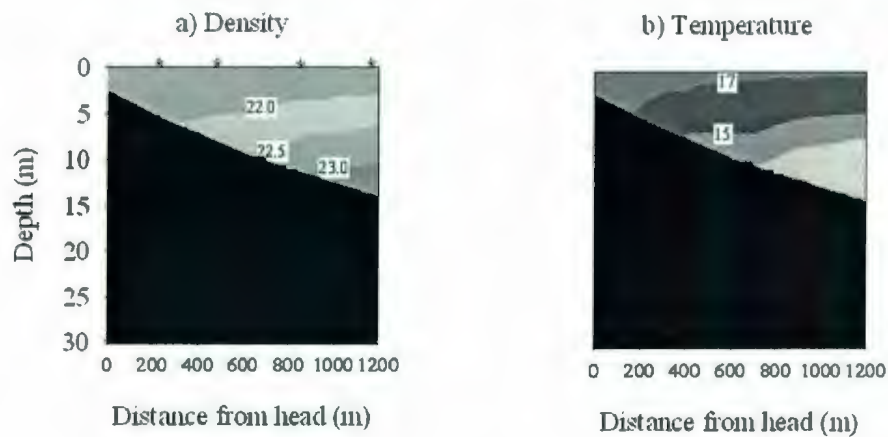 a) Density
b) Temperature
0
5
10
15
20
25
30
Depth (m)
22.0
22.5
23.0
17
15
0 200 400 600 800 1000 1200
0 200 400 600 800 1000 1200
Distance from head (m)
Distance from head (m)